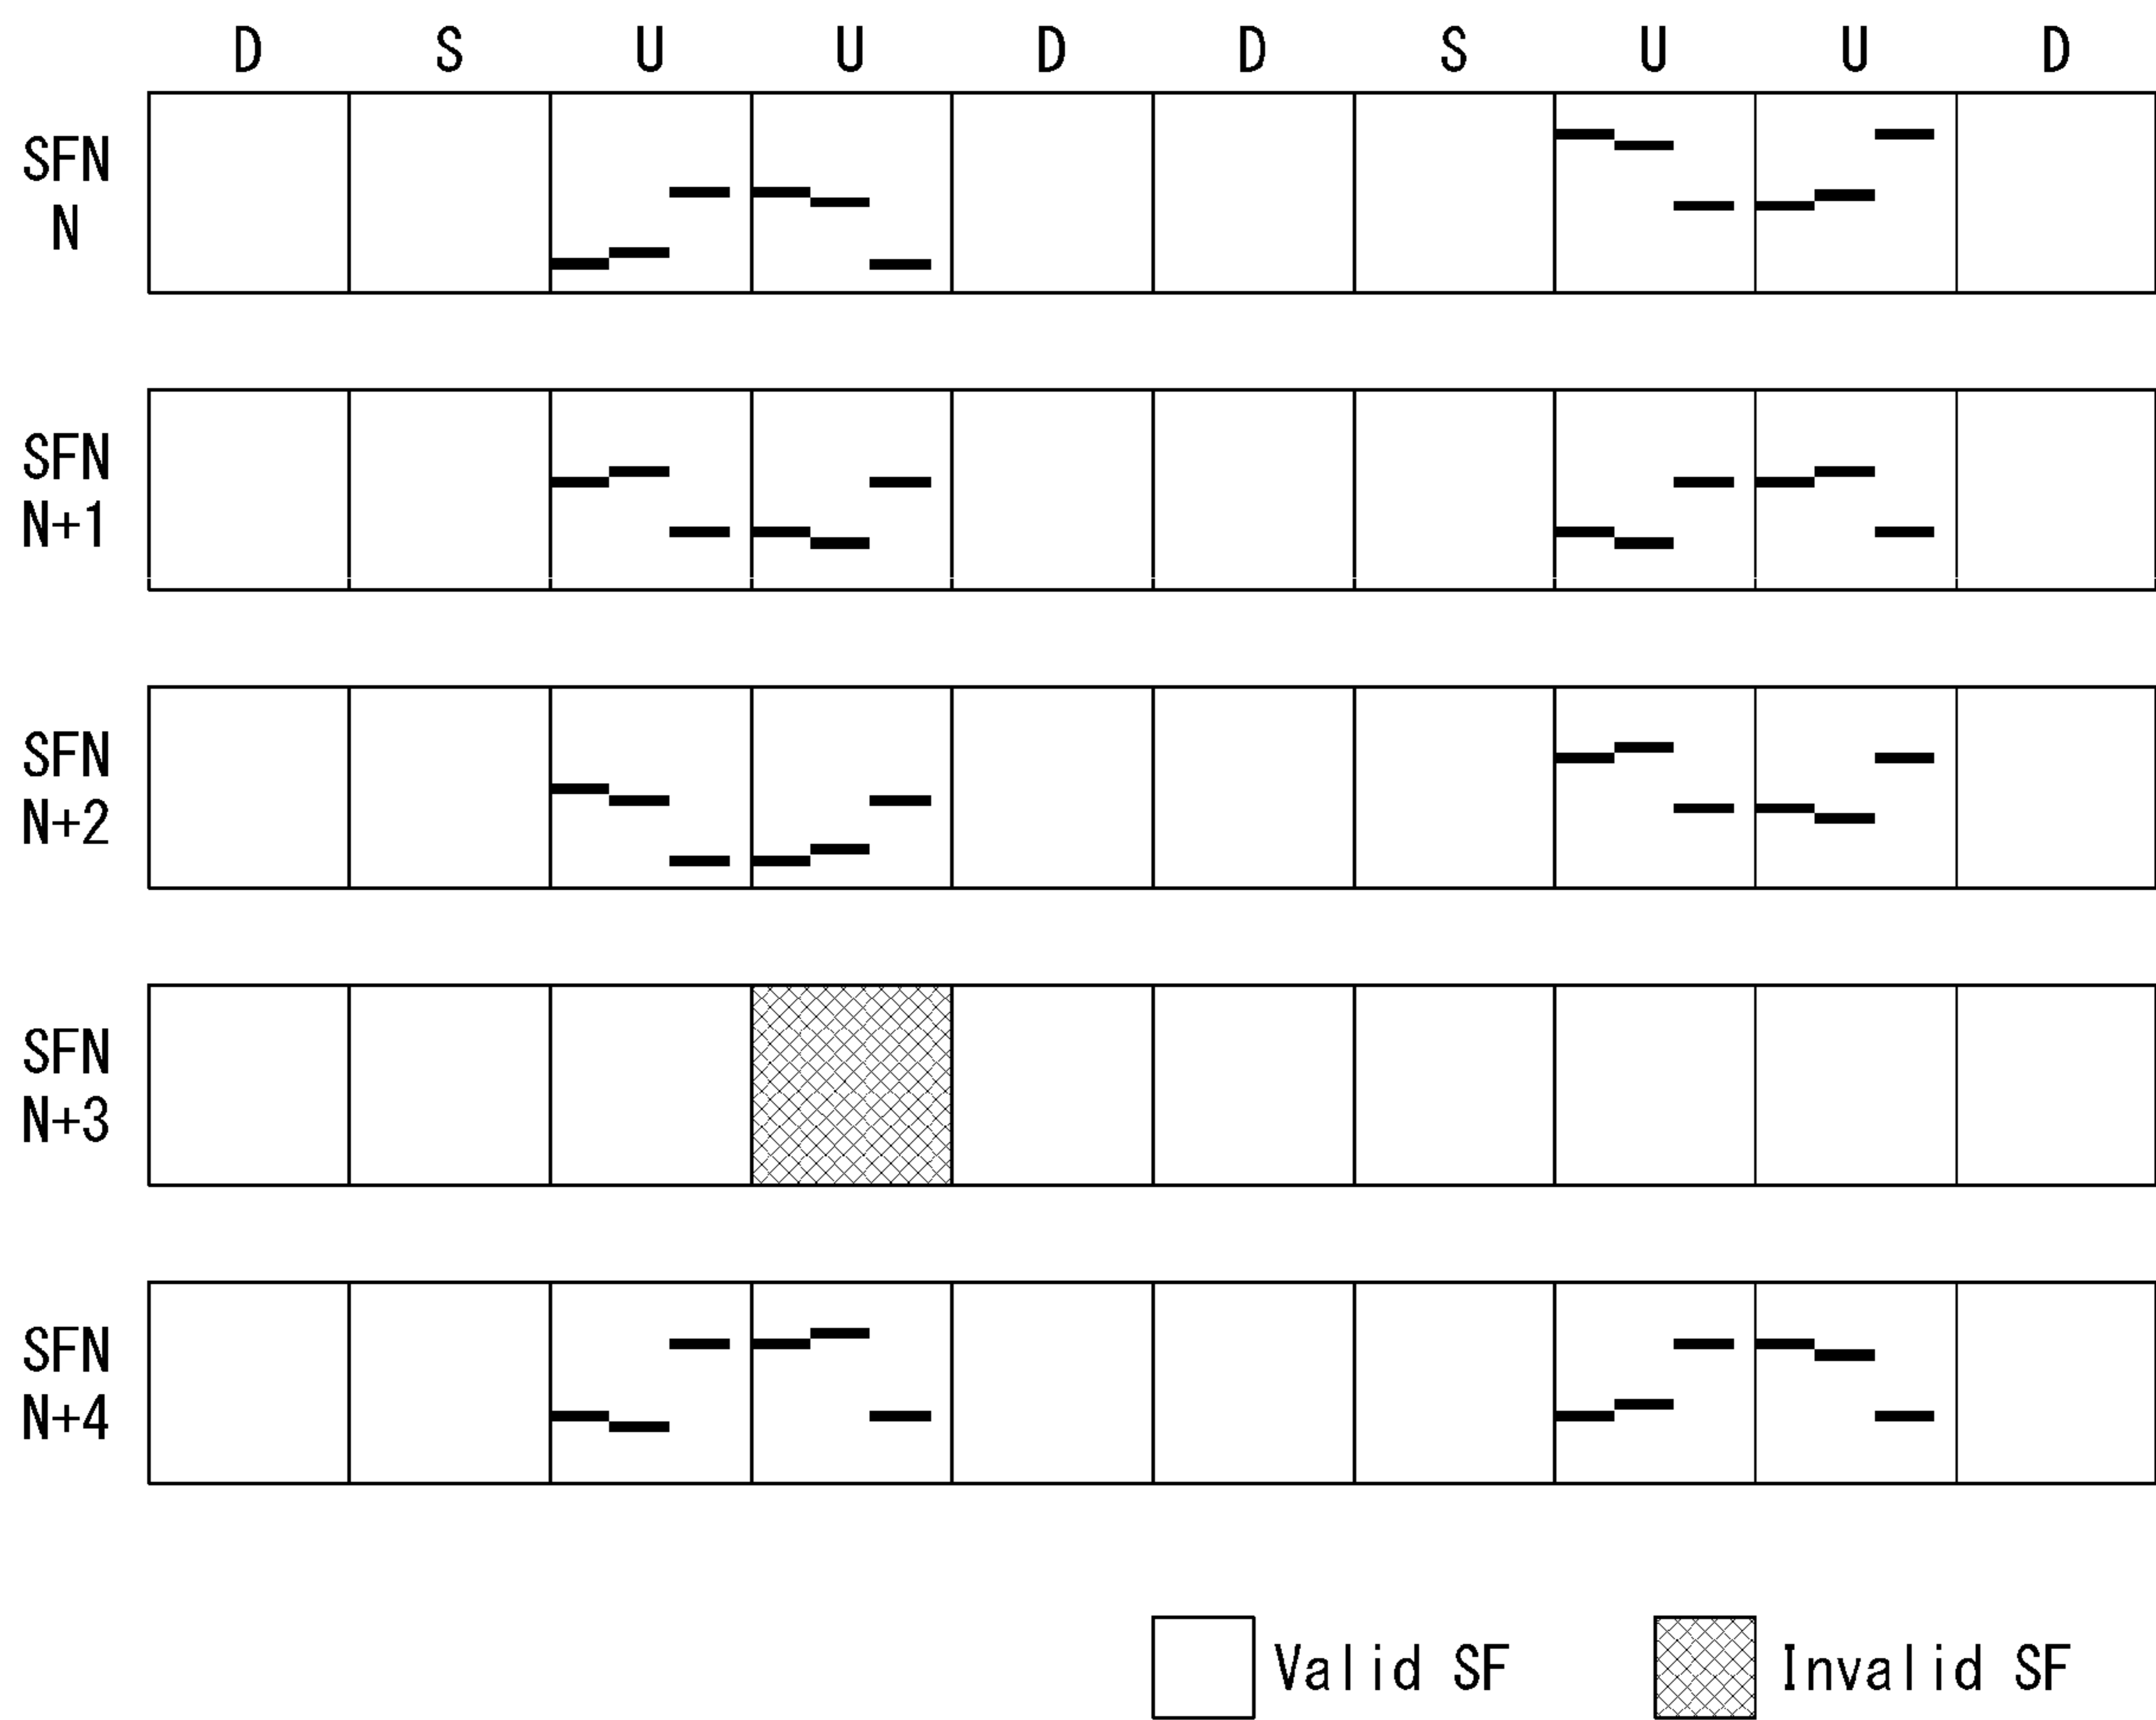 D S U U D D S U U D
SFN
N
SFN
N+1
SFN
N+2
SFN
N+3
SFN
N+4
Valid SF Invalid SF